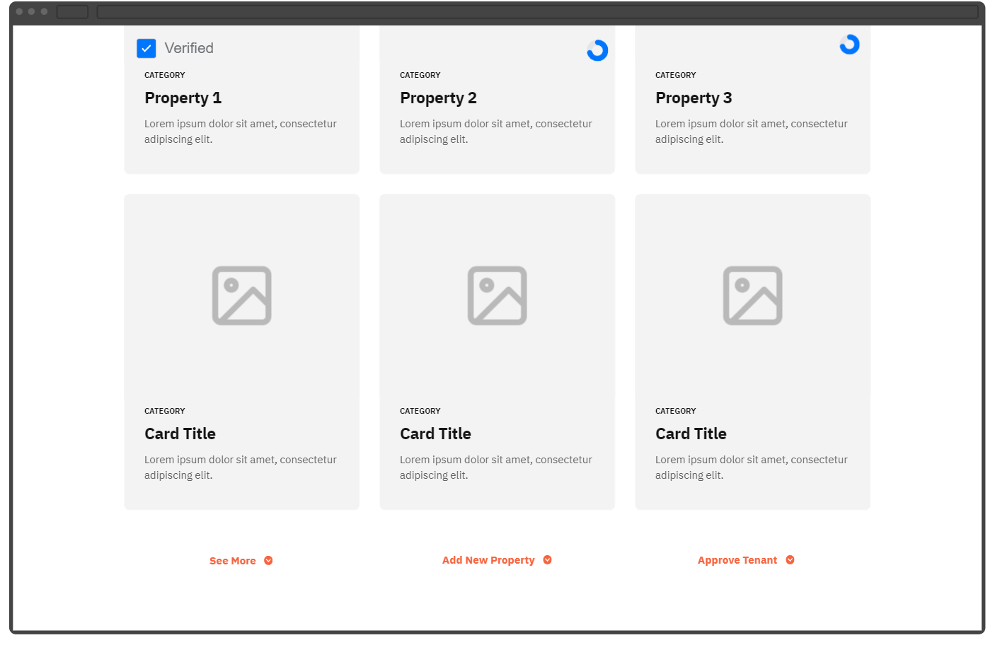 Verified
CATEGORY
Property 1
Lorem ipsum dolor sit amet, consectetur
adipiscing elit.
CATEGORY
Property 2
Lorem ipsum dolor sit amet, consectetur
adipiscing elit.
CATEGORY
Property 3
Lorem ipsum dolor sit amet, consectetur
adipiscing elit.
CATEGORY
Card Title
Lorem ipsum dolor sit amet, consectetur
adipiscing elit.
CATEGORY
Card Title
Lorem ipsum dolor sit amet, consectetur
adipiscing elit.
CATEGORY
Card Title
Lorem ipsum dolor sit amet, consectetur
adipiscing elit.
See More
Add New Property
Approve Tenant